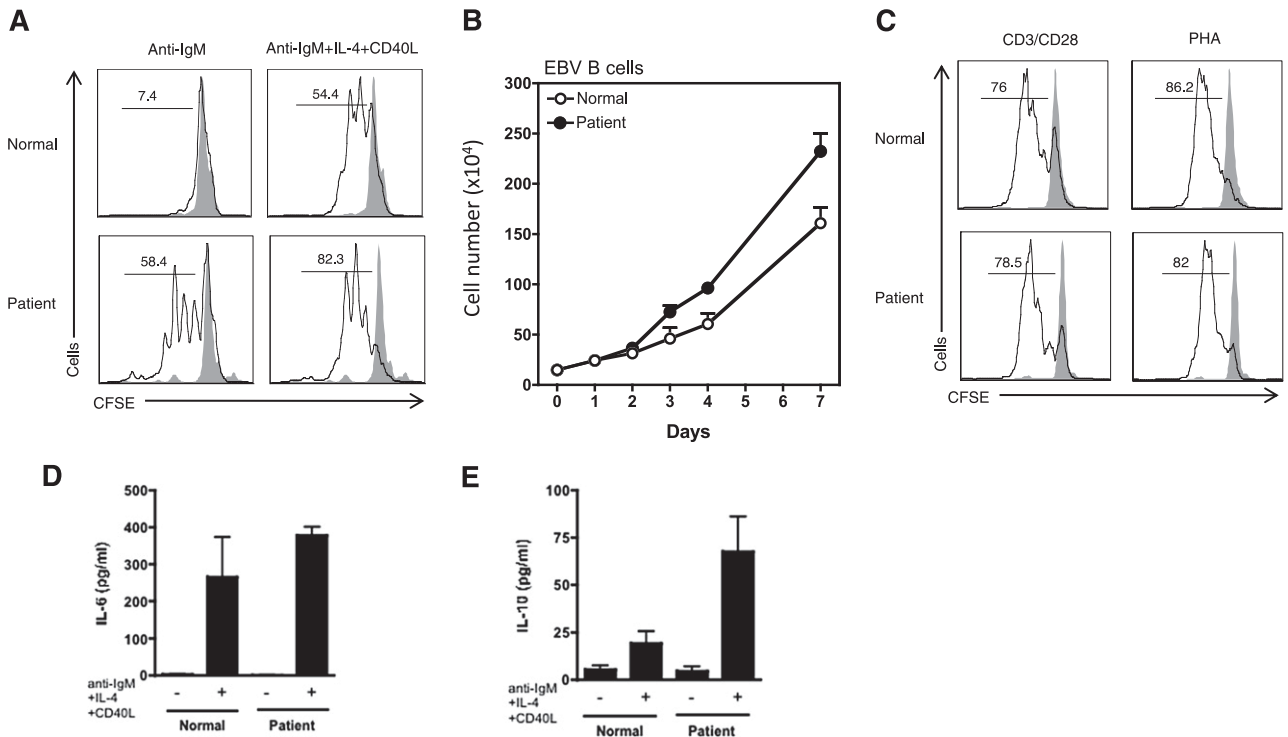 A
Anti-IgM
Anti-IgM+IL-4+CD40L
Normal
7.4
54.4
Patient
58.4
82.3
Cells
CFSE
B
EBV B cells
Normal
Patient
Cell number (x10⁴)
300
250
200
150
100
50
0
0 1 2 3 4 5 6 7
Days
C
CD3/CD28
PHA
Normal
76
86.2
Patient
78.5
82
Cells
CFSE
D
IL-6 (pg/ml)
500
400
300
200
100
0
anti-IgM
+IL-4
+CD40L
- + - +
Normal Patient
E
IL-10 (pg/ml)
100
75
50
25
0
anti-IgM
+IL-4
+CD40L
- + - +
Normal Patient